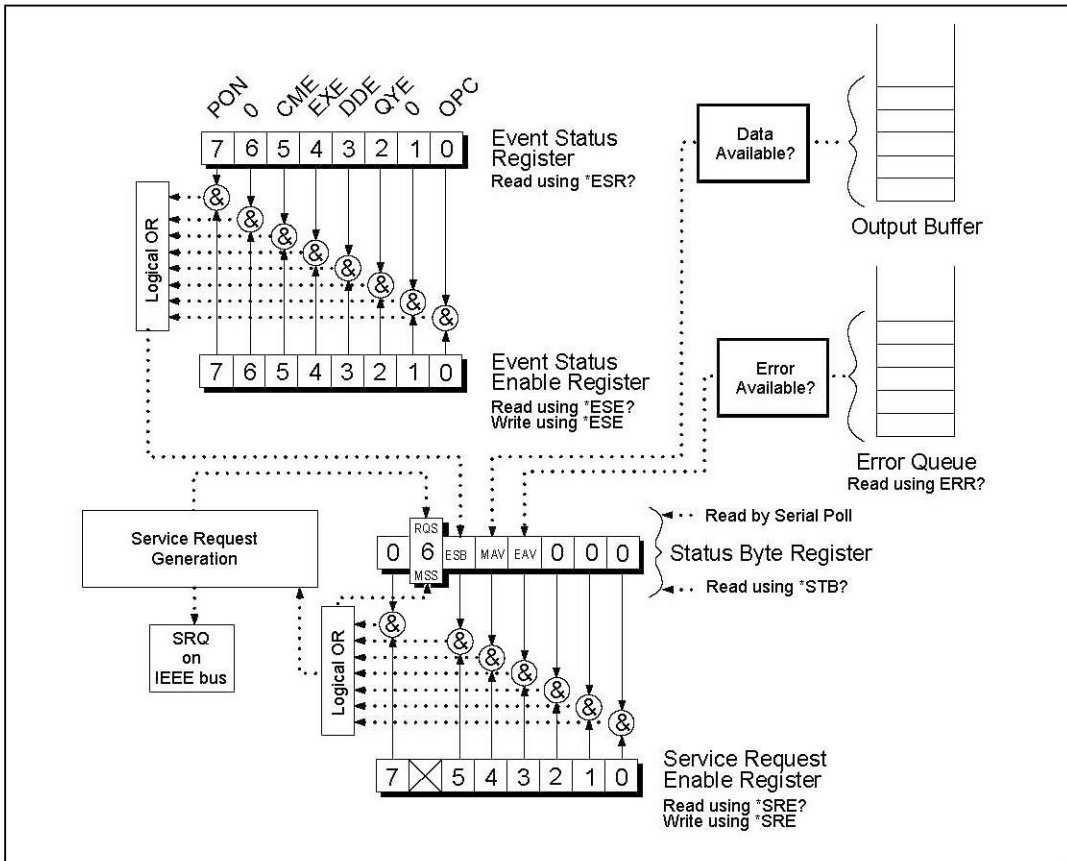 PON 0 CME EXE DDE QYE 0 OPC
7 6 5 4 3 2 1 0
Event Status
Register
Read using *ESR?
Logical OR
& & & & & & & &
7 6 5 4 3 2 1 0
Event Status
Enable Register
Read using *ESE?
Write using *ESE
Data
Available?
Output Buffer
Error
Available?
Error Queue
Read using ERR?
Service Request
Generation
SRQ
on
IEEE bus
RQS
0 6 ESB MAV EAV 0 0 0
MSS
Read by Serial Poll
Status Byte Register
Read using *STB?
Logical OR
& & & & & & &
7 5 4 3 2 1 0
Service Request
Enable Register
Read using *SRE?
Write using *SRE